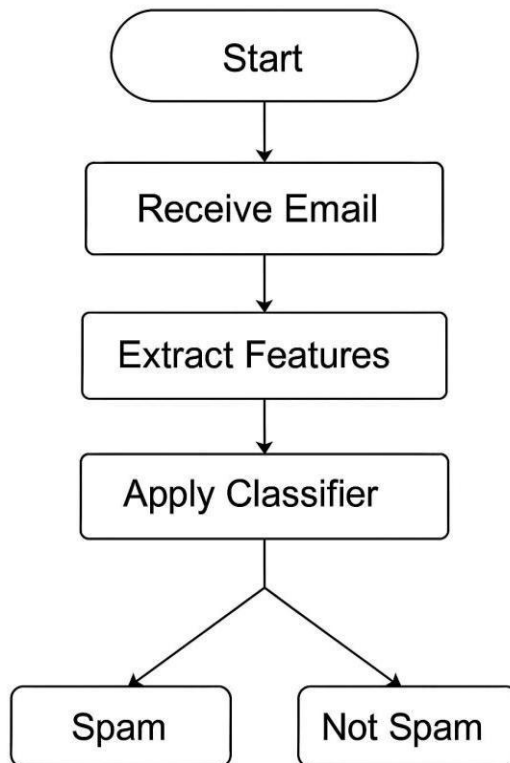 Start
Receive Email
Extract Features
Apply Classifier
Spam
Not Spam